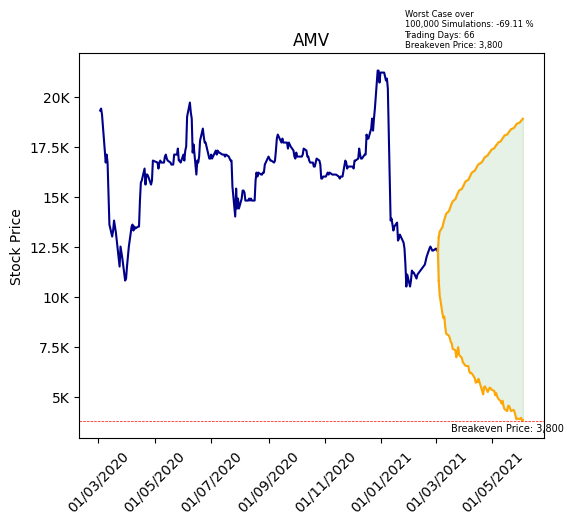 Worst Case over
100,000 Simulations: -69.11 %
Trading Days: 66
Breakeven Price: 3,800
AMV
Stock Price
20K
17.5K
15K
12.5K
10K
7.5K
5K
Breakeven Price: 3,800
01/03/2020
01/05/2020
01/07/2020
01/09/2020
01/11/2020
01/01/2021
01/03/2021
01/05/2021